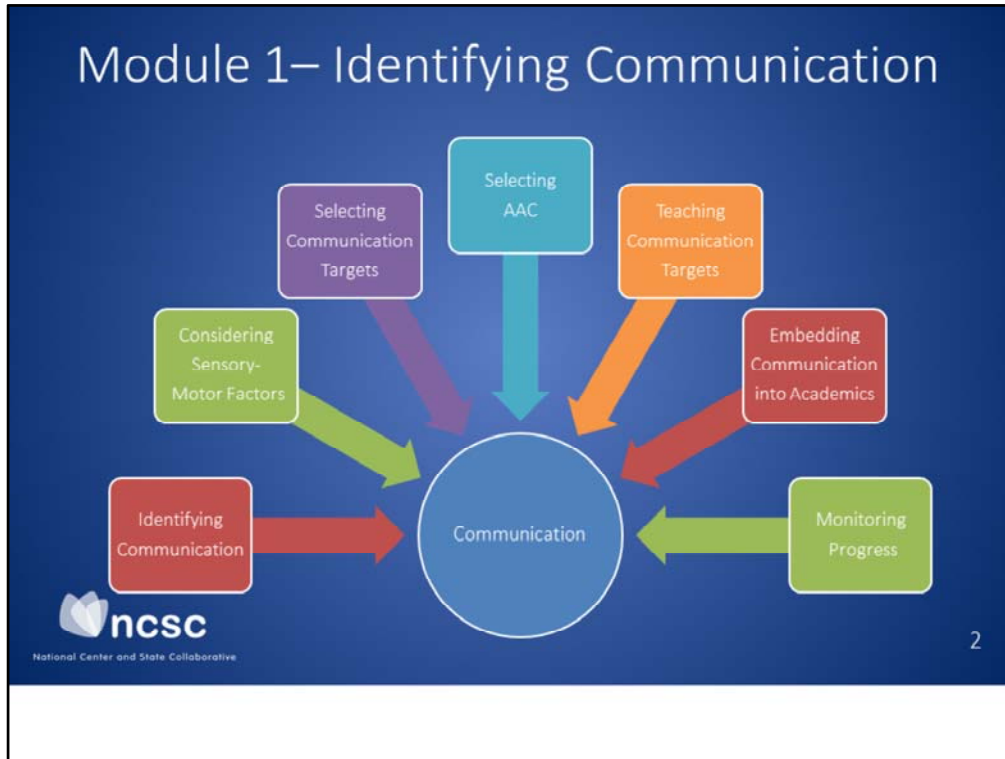 Module 1– Identifying Communication
Selecting
AAC
Selecting
Communication
Targets
Teaching
Communication
Targets
Considering
Sensory-
Motor Factors
Embedding
Communication
into Academics
Identifying
Communication
Communication
Monitoring
Progress
ncsc
National Center and State Collaborative
2